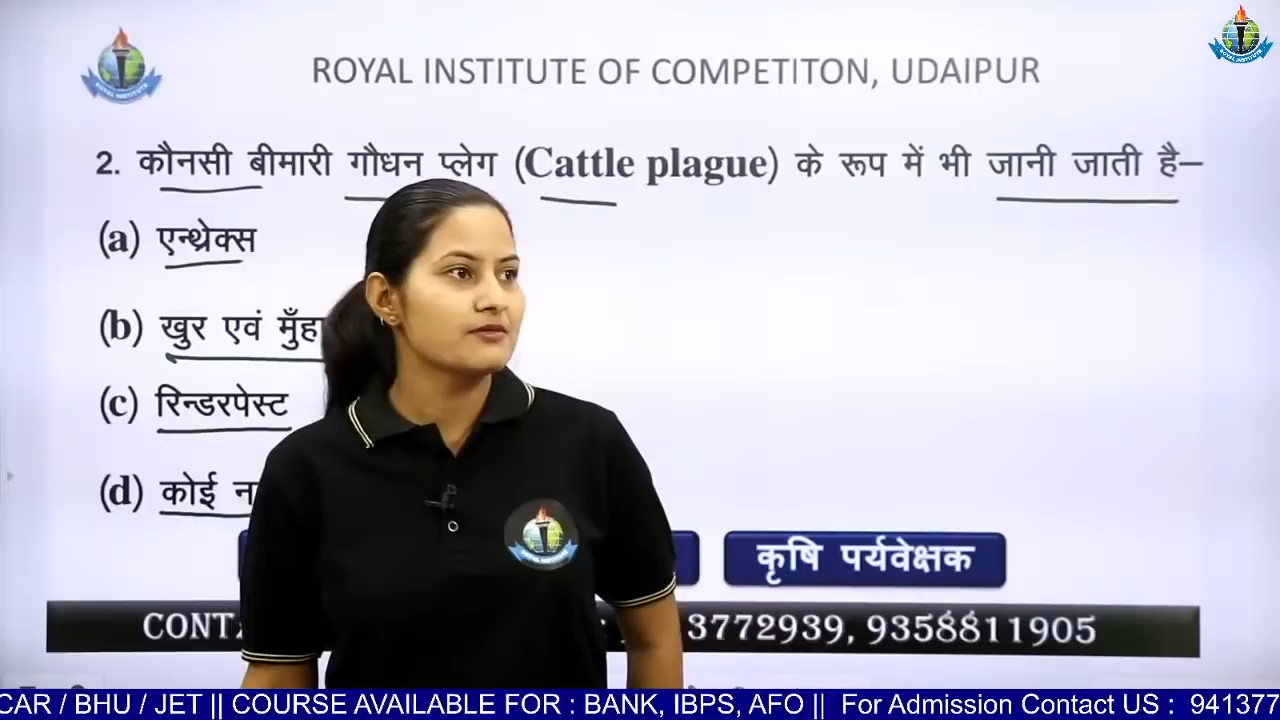 ROYAL INSTITUTE OF COMPETITON, UDAIPUR
2. कौनसी बीमारी गौधन प्लेग (Cattle plague) के रूप में भी जानी जाती है–
(a) एन्थ्रेक्स
(b) खुर एवं
(c) रिन्डरपेस्ट
(d) कोई
कृषि पर्यवेक्षक
3772939, 9358811905
CAR / BHU / JET || COURSE AVAILABLE FOR : BANK, IBPS, AFO || For Admission Contact US : 941377